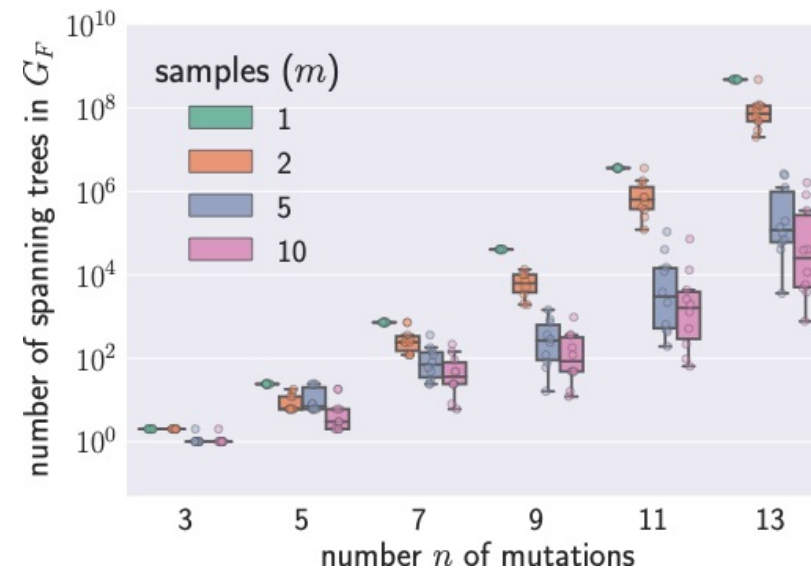 number of spanning trees in G_F
10^10
10^8
10^6
10^4
10^2
10^0
samples (m)
1
2
5
10
3 5 7 9 11 13
number n of mutations